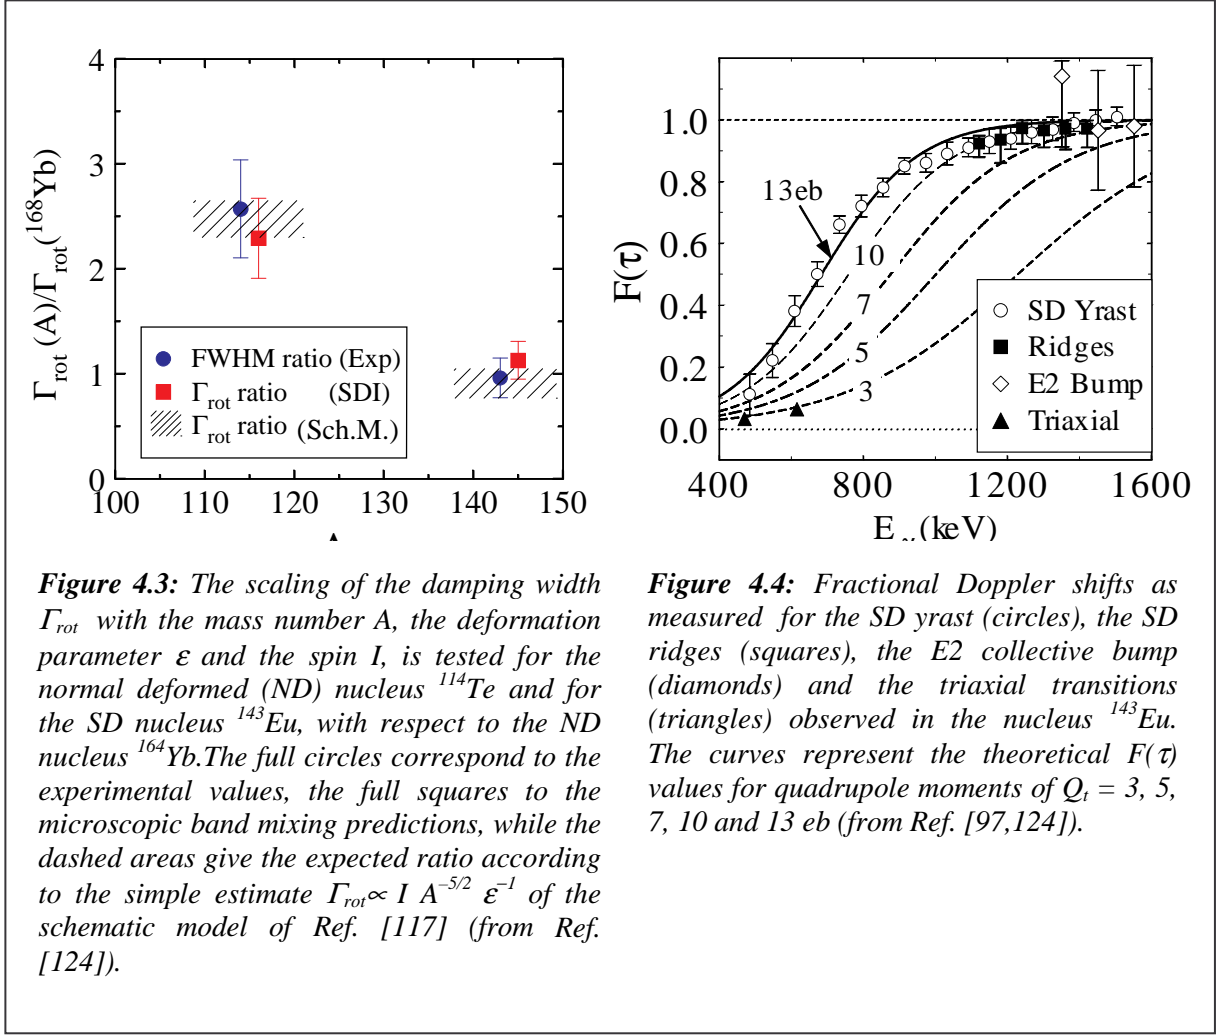 4
3
2
1
0
100 110 120 130 140 150
Γrot (A)/Γrot(168Yb)
FWHM ratio (Exp)
Γrot ratio (SDI)
Γrot ratio (Sch.M.)
1.0
0.8
0.6
0.4
0.2
0.0
400 800 1200 1600
F(τ)
E (keV)
13eb
10
7
5
3
SD Yrast
Ridges
E2 Bump
Triaxial
Figure 4.3: The scaling of the damping width
Γrot with the mass number A, the deformation
parameter ε and the spin I, is tested for the
normal deformed (ND) nucleus 114Te and for
the SD nucleus 143Eu, with respect to the ND
nucleus 164Yb.The full circles correspond to the
experimental values, the full squares to the
microscopic band mixing predictions, while the
dashed areas give the expected ratio according
to the simple estimate Γrot∝ I A−5/2 ε−1 of the
schematic model of Ref. [117] (from Ref.
[124]).
Figure 4.4: Fractional Doppler shifts as
measured for the SD yrast (circles), the SD
ridges (squares), the E2 collective bump
(diamonds) and the triaxial transitions
(triangles) observed in the nucleus 143Eu.
The curves represent the theoretical F(τ)
values for quadrupole moments of Qt = 3, 5,
7, 10 and 13 eb (from Ref. [97,124]).